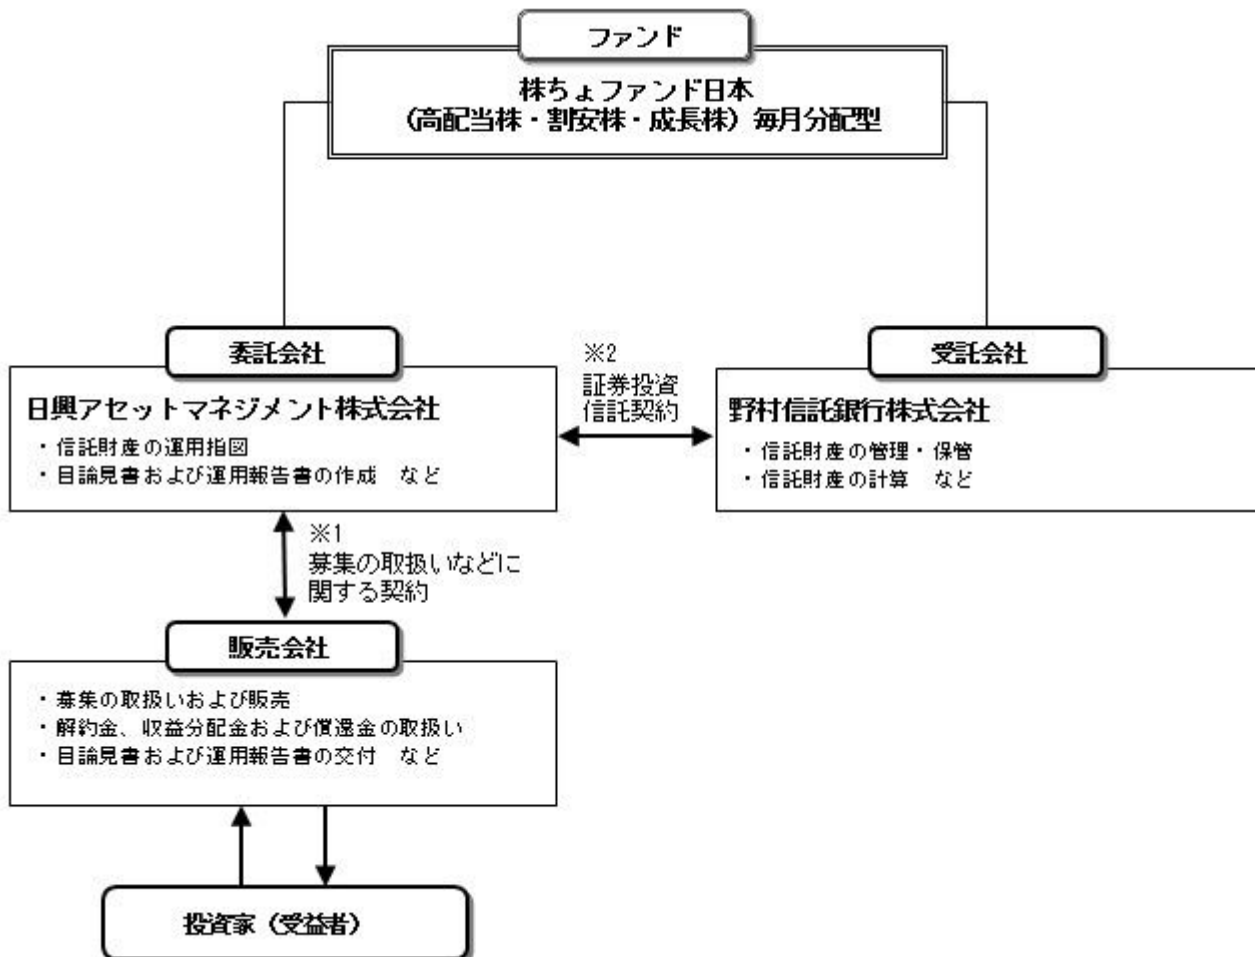 ファンド
株ちょファンド日本
(高配当株・割安株・成長株)毎月分配型
委託会社
日興アセットマネジメント株式会社
・信託財産の運用指図
・目論見書および運用報告書の作成 など
※2
証券投資
信託契約
受託会社
野村信託銀行株式会社
・信託財産の管理・保管
・信託財産の計算 など
※1
募集の取扱いなどに
関する契約
販売会社
・募集の取扱いおよび販売
・解約金、収益分配金および償還金の取扱い
・目論見書および運用報告書の交付 など
投資家(受益者)